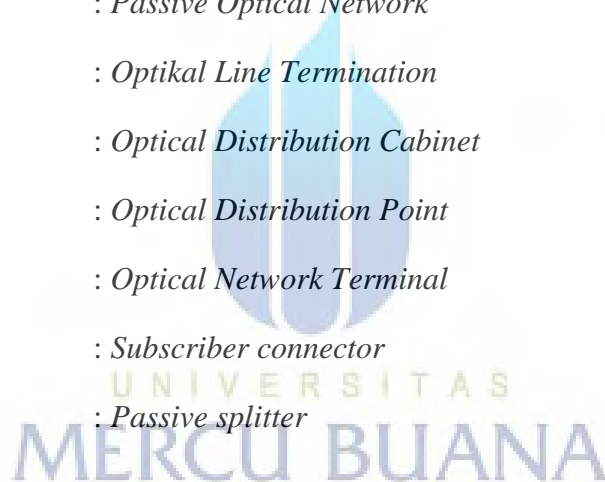 : Passive Optical Network
: Optikal Line Termination
: Optical Distribution Cabinet
: Optical Distribution Point
: Optical Network Terminal
: Subscriber connector
UNIVERSITAS
: Passive splitter
MERCU BUANA